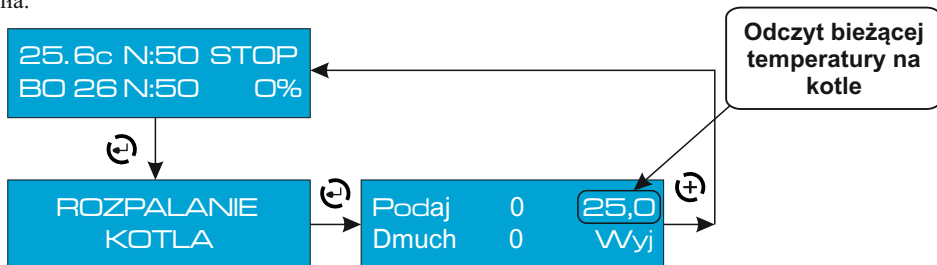 na.
Odczyt bieżącej
temperatury na
kotle
25.6c N:50 STOP
BO 26 N:50 0%
ROZPALANIE
KOTLA
Podaj 0 25,0
Dmuch 0 Wyj